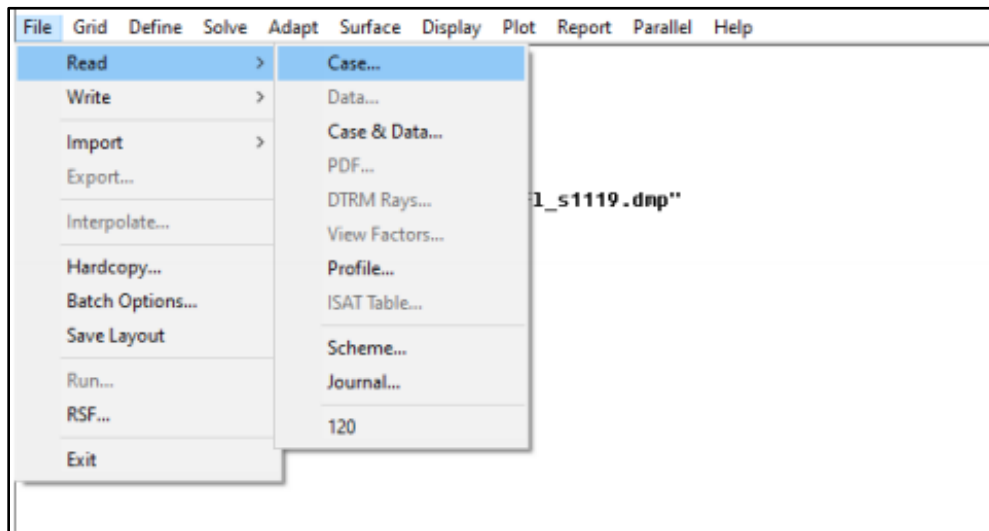 File Grid Define Solve Adapt Surface Display Plot Report Parallel Help
Read >
Write >
Import >
Export...
Interpolate...
Hardcopy...
Batch Options...
Save Layout
Run...
RSF...
Exit
Case...
Data...
Case & Data...
PDF...
DTRM Rays...
View Factors...
Profile...
ISAT Table...
Scheme...
Journal...
120
l_s1119.dmp"